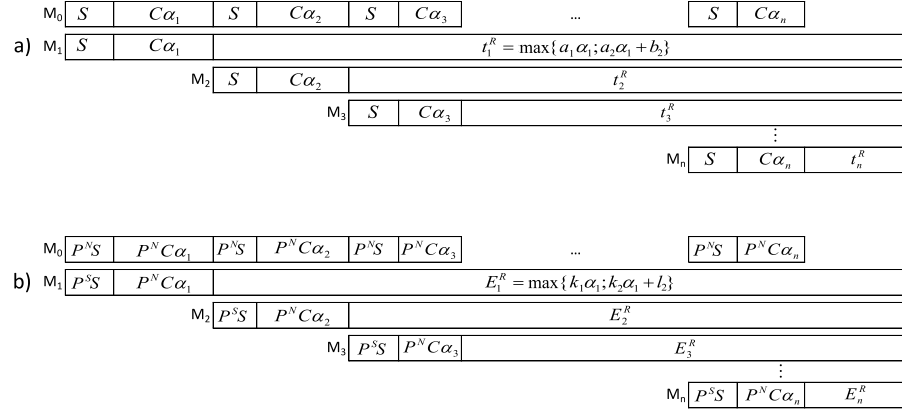 M₀ S Cα₁ S Cα₂ S Cα₃ ... S Cαₙ
a) M₁ S Cα₁ t₁ᴿ = max{a₁α₁; a₂α₁ + b₂}
M₂ S Cα₂ t₂ᴿ
M₃ S Cα₃ t₃ᴿ
⋮
Mₙ S Cαₙ tₙᴿ
M₀ PᴺS PᴺCα₁ PᴺS PᴺCα₂ PᴺS PᴺCα₃ ... PᴺS PᴺCαₙ
b) M₁ PˢS PᴺCα₁ E₁ᴿ = max{k₁α₁; k₂α₁ + l₂}
M₂ PˢS PᴺCα₂ E₂ᴿ
M₃ PˢS PᴺCα₃ E₃ᴿ
⋮
Mₙ PˢS PᴺCαₙ Eₙᴿ